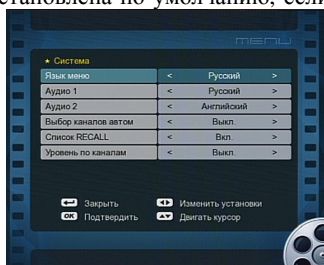 становлена по умолчанию, если
MENU
★ Система
Язык меню < Русский >
Аудио 1 < Русский >
Аудио 2 < Английский >
Выбор каналов автом < Выкл. >
Список RECALL < Вкл. >
Уровень по каналам < Выкл. >
Закрыть Изменить установки
OK Подтвердить Двигать курсор